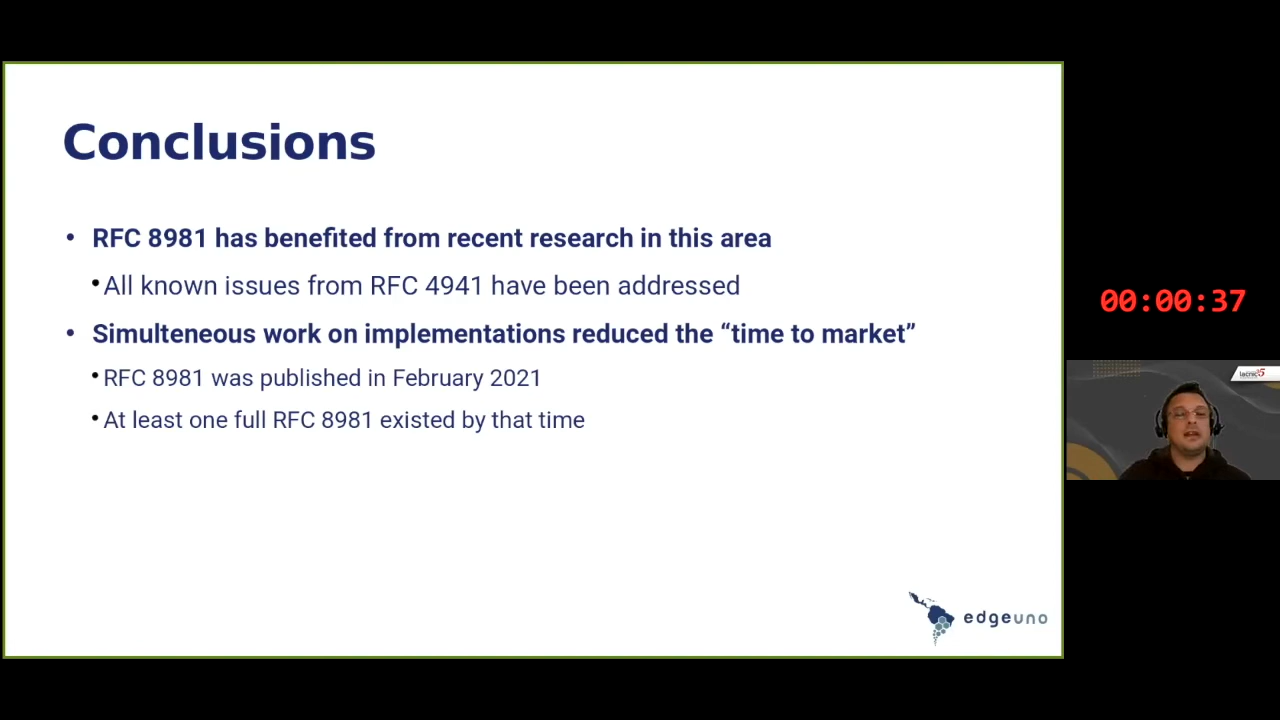 Conclusions
• RFC 8981 has benefited from recent research in this area
• All known issues from RFC 4941 have been addressed
• Simulteneous work on implementations reduced the “time to market”
• RFC 8981 was published in February 2021
• At least one full RFC 8981 existed by that time
edgeuno
00:00:37
lacnic35